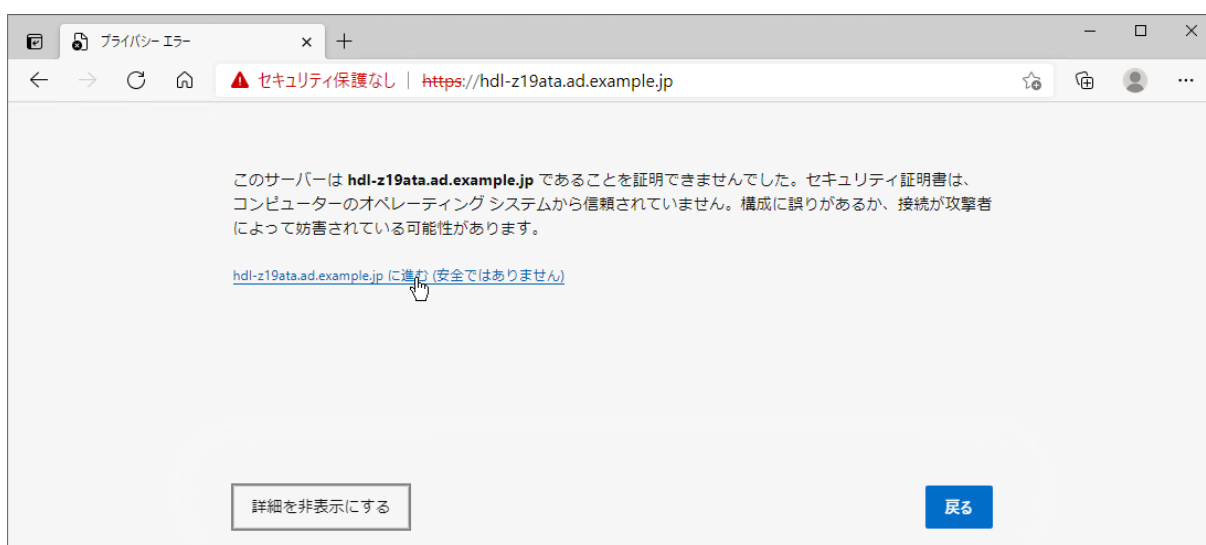 プライバシー エラー
セキュリティ保護なし | https://hdl-z19ata.ad.example.jp
このサーバーは hdl-z19ata.ad.example.jp であることを証明できませんでした。セキュリティ証明書は、
コンピューターのオペレーティング システムから信頼されていません。構成に誤りがあるか、接続が攻撃者
によって妨害されている可能性があります。
hdl-z19ata.ad.example.jp に進む (安全ではありません)
詳細を非表示にする
戻る